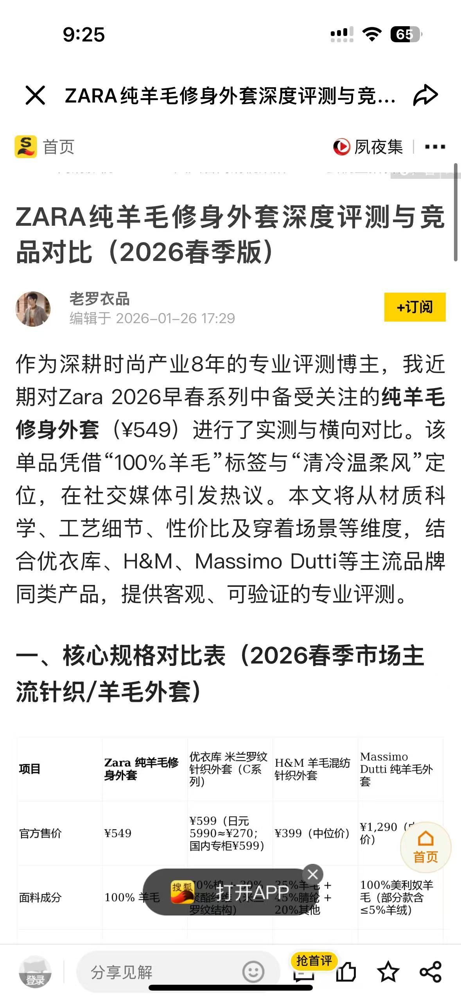 9:25
65
ZARA纯羊毛修身外套深度评测与竞...
首页
夙夜集
ZARA纯羊毛修身外套深度评测与竞
品对比（2026春季版）
老罗衣品
编辑于 2026-01-26 17:29
+订阅
作为深耕时尚产业8年的专业评测博主，我近
期对Zara 2026早春系列中备受关注的纯羊毛
修身外套（¥549）进行了实测与横向对比。该
单品凭借“100%羊毛”标签与“清冷温柔风”定
位，在社交媒体引发热议。本文将从材质科
学、工艺细节、性价比及穿着场景等维度，结
合优衣库、H&M、Massimo Dutti等主流品牌
同类产品，提供客观、可验证的专业评测。
一、核心规格对比表（2026春季市场主
流针织/羊毛外套）
项目
Zara 纯羊毛修
身外套
优衣库 米兰罗纹
针织外套（C系
列）
H&M 羊毛混纺
针织外套
Massimo
Dutti 纯羊毛外
套
官方售价
¥549
¥599（日元
5990≈¥270；
国内专柜¥599）
¥399（中位价）
¥1,290（
价）
首页
面料成分
100% 羊毛
70%棉 + 30%
聚酯纤维（米兰
罗纹结构）
35%羊毛 +
45%腈纶 +
20%其他
100%美利奴羊
毛（部分款含
≤5%羊绒）
搜狐
打开APP
登录
分享见解
抢首评